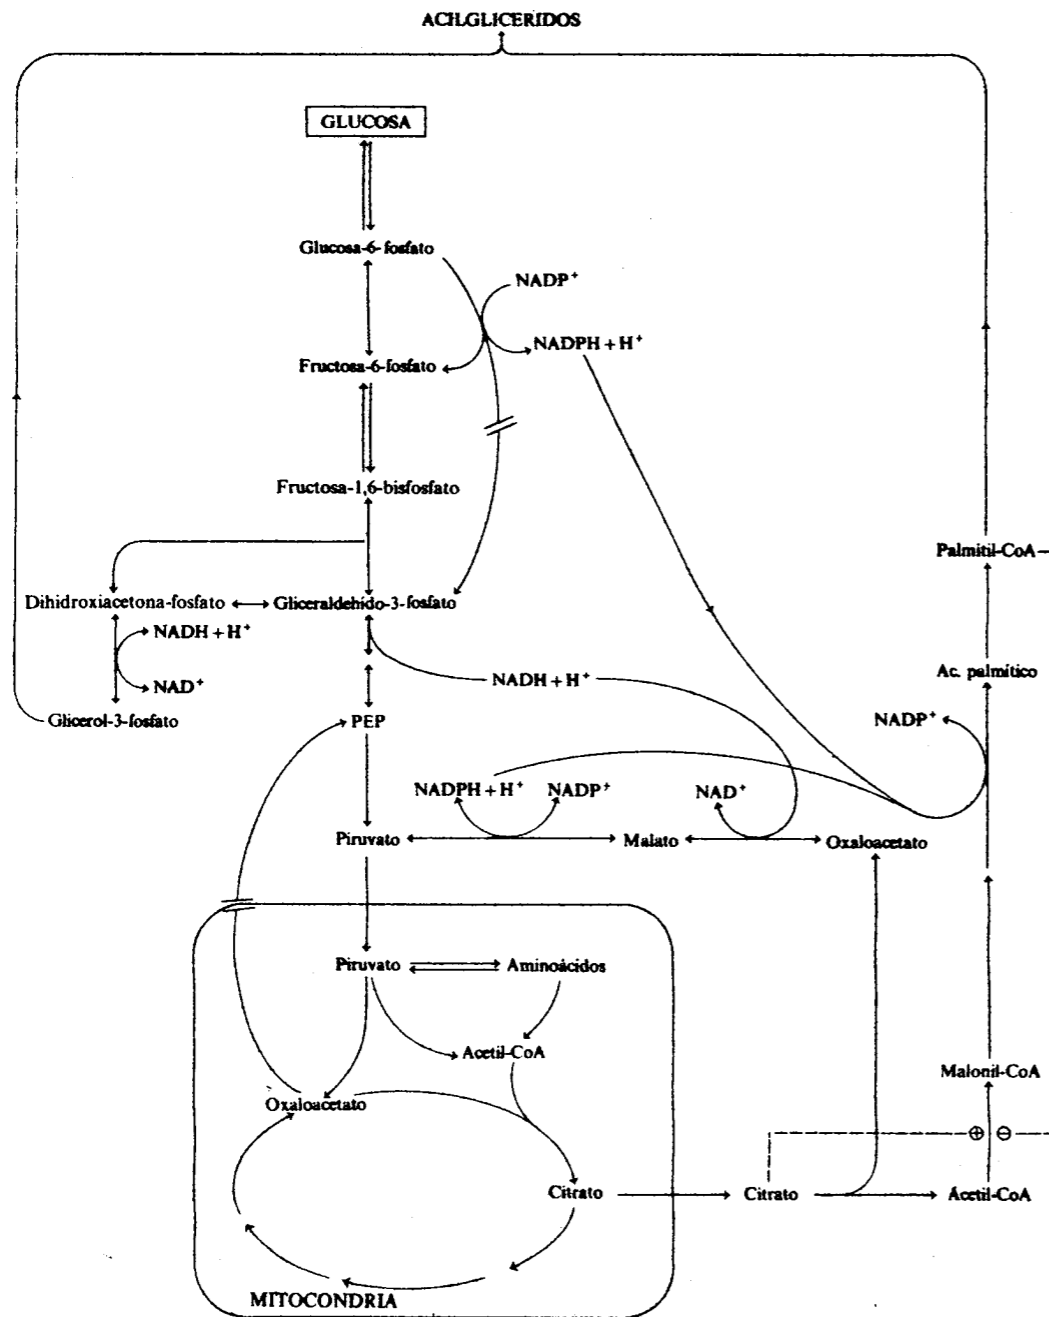 ACILGLICERIDOS
GLUCOSA
Glucosa-6-fosfato
NADP⁺
NADPH + H⁺
Fructosa-6-fosfato
Fructosa-1,6-bisfosfato
Palmitil-CoA
Dihidroxiacetona-fosfato
Gliceraldehído-3-fosfato
NADH + H⁺
NAD⁺
NADH + H⁺
Ac. palmítico
Glicerol-3-fosfato
PEP
NADP⁺
NADPH + H⁺
NADP⁺
NAD⁺
Piruvato
Malato
Oxaloacetato
Piruvato
Aminoácidos
Acetil-CoA
Malonil-CoA
Oxaloacetato
⊕ ⊖
Citrato
Citrato
Acetil-CoA
MITOCONDRIA